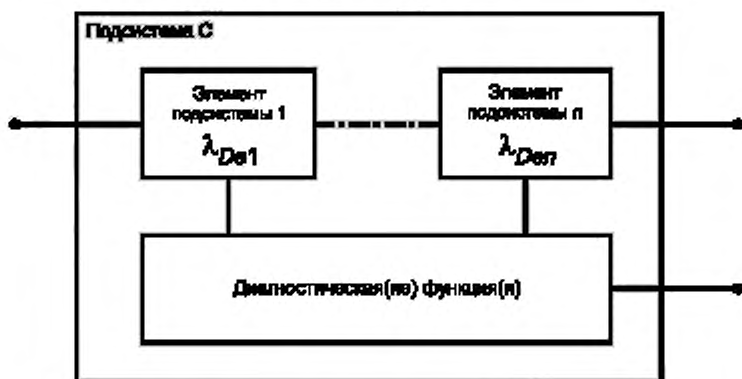 Подсистема С
Элемент
подсистемы 1
λDe1
Элемент
подсистемы n
λDen
Диагностическая(ие) функция(и)